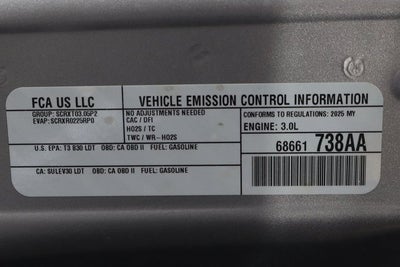 FCA US LLC
GROUP: SCRXT03.05P2
EVAP: SCRXR0225RP0
VEHICLE EMISSION CONTROL INFORMATION
NO ADJUSTMENTS NEEDED
CAC / DFI
HO2S / TC
TWC / WR-HO2S
CONFORMS TO REGULATIONS: 2025 MY
ENGINE: 3.0L
U.S. EPA: T3 B30 LDT OBD: CA OBD II FUEL: GASOLINE
68661 738AA
CA: SULEV30 LDT OBD: CA OBD II FUEL: GASOLINE